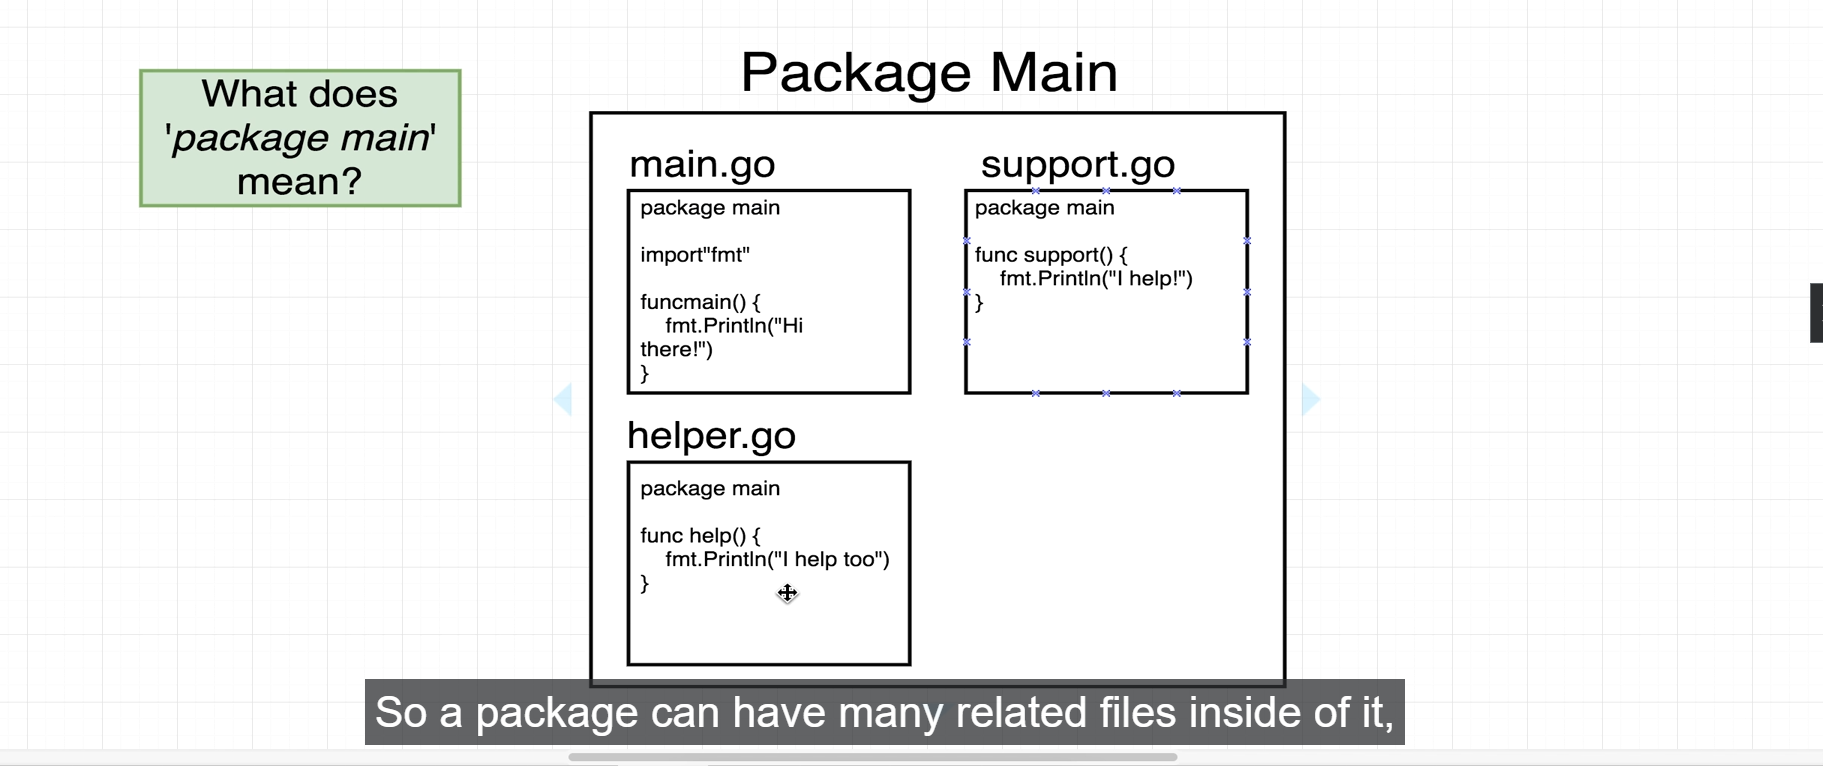 What does
'package main'
mean?
Package Main
main.go
package main
import"fmt"
funcmain() {
fmt.Println("Hi
there!")
}
support.go
package main
func support() {
fmt.Println("I help!")
}
helper.go
package main
func help() {
fmt.Println("I help too")
}
So a package can have many related files inside of it,